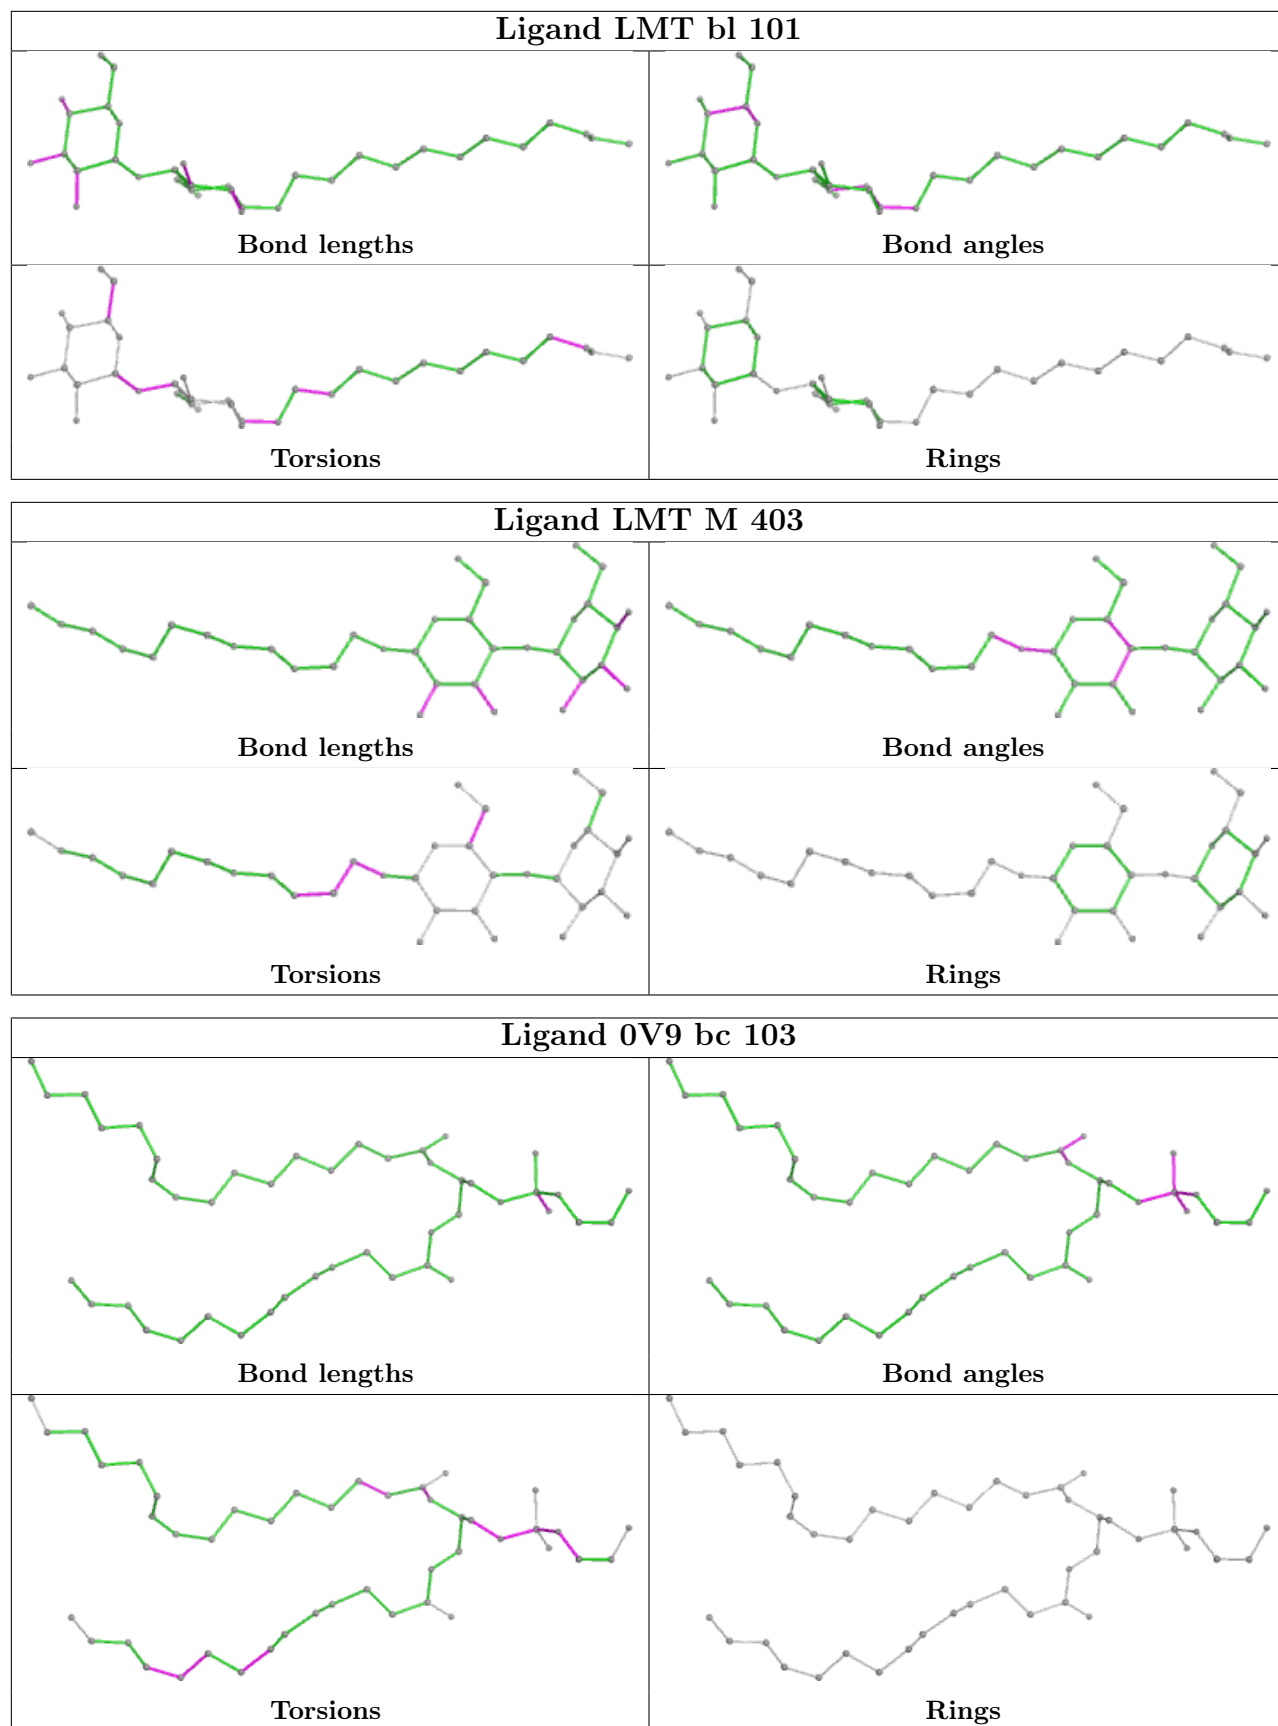 Ligand LMT bl 101
Bond lengths
Bond angles
Torsions
Rings
Ligand LMT M 403
Bond lengths
Bond angles
Torsions
Rings
Ligand 0V9 bc 103
Bond lengths
Bond angles
Torsions
Rings